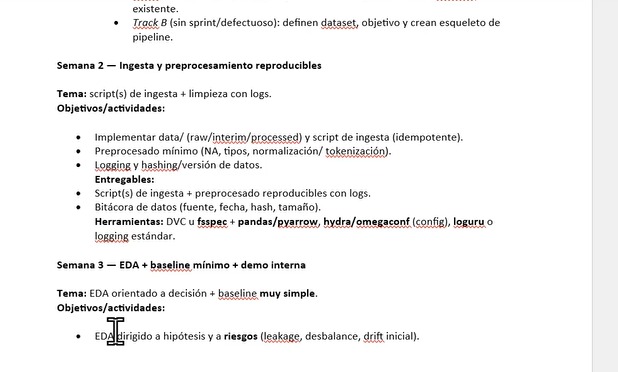 existente.
Track B (sin sprint/defectuoso): definen dataset, objetivo y crean esqueleto de
pipeline.
Semana 2 — Ingesta y preprocesamiento reproducibles
Tema: script(s) de ingesta + limpieza con logs.
Objetivos/actividades:
Implementar data/ (raw/interim/processed) y script de ingesta (idempotente).
Preprocesado mínimo (NA, tipos, normalización/ tokenización).
Logging y hashing/versión de datos.
Entregables:
Script(s) de ingesta + preprocesado reproducibles con logs.
Bitácora de datos (fuente, fecha, hash, tamaño).
Herramientas: DVC u fsspec + pandas/pyarrow, hydra/omegaconf (config), loguru o
logging estándar.
Semana 3 — EDA + baseline mínimo + demo interna
Tema: EDA orientado a decisión + baseline muy simple.
Objetivos/actividades:
EDA dirigido a hipótesis y a riesgos (leakage, desbalance, drift inicial).